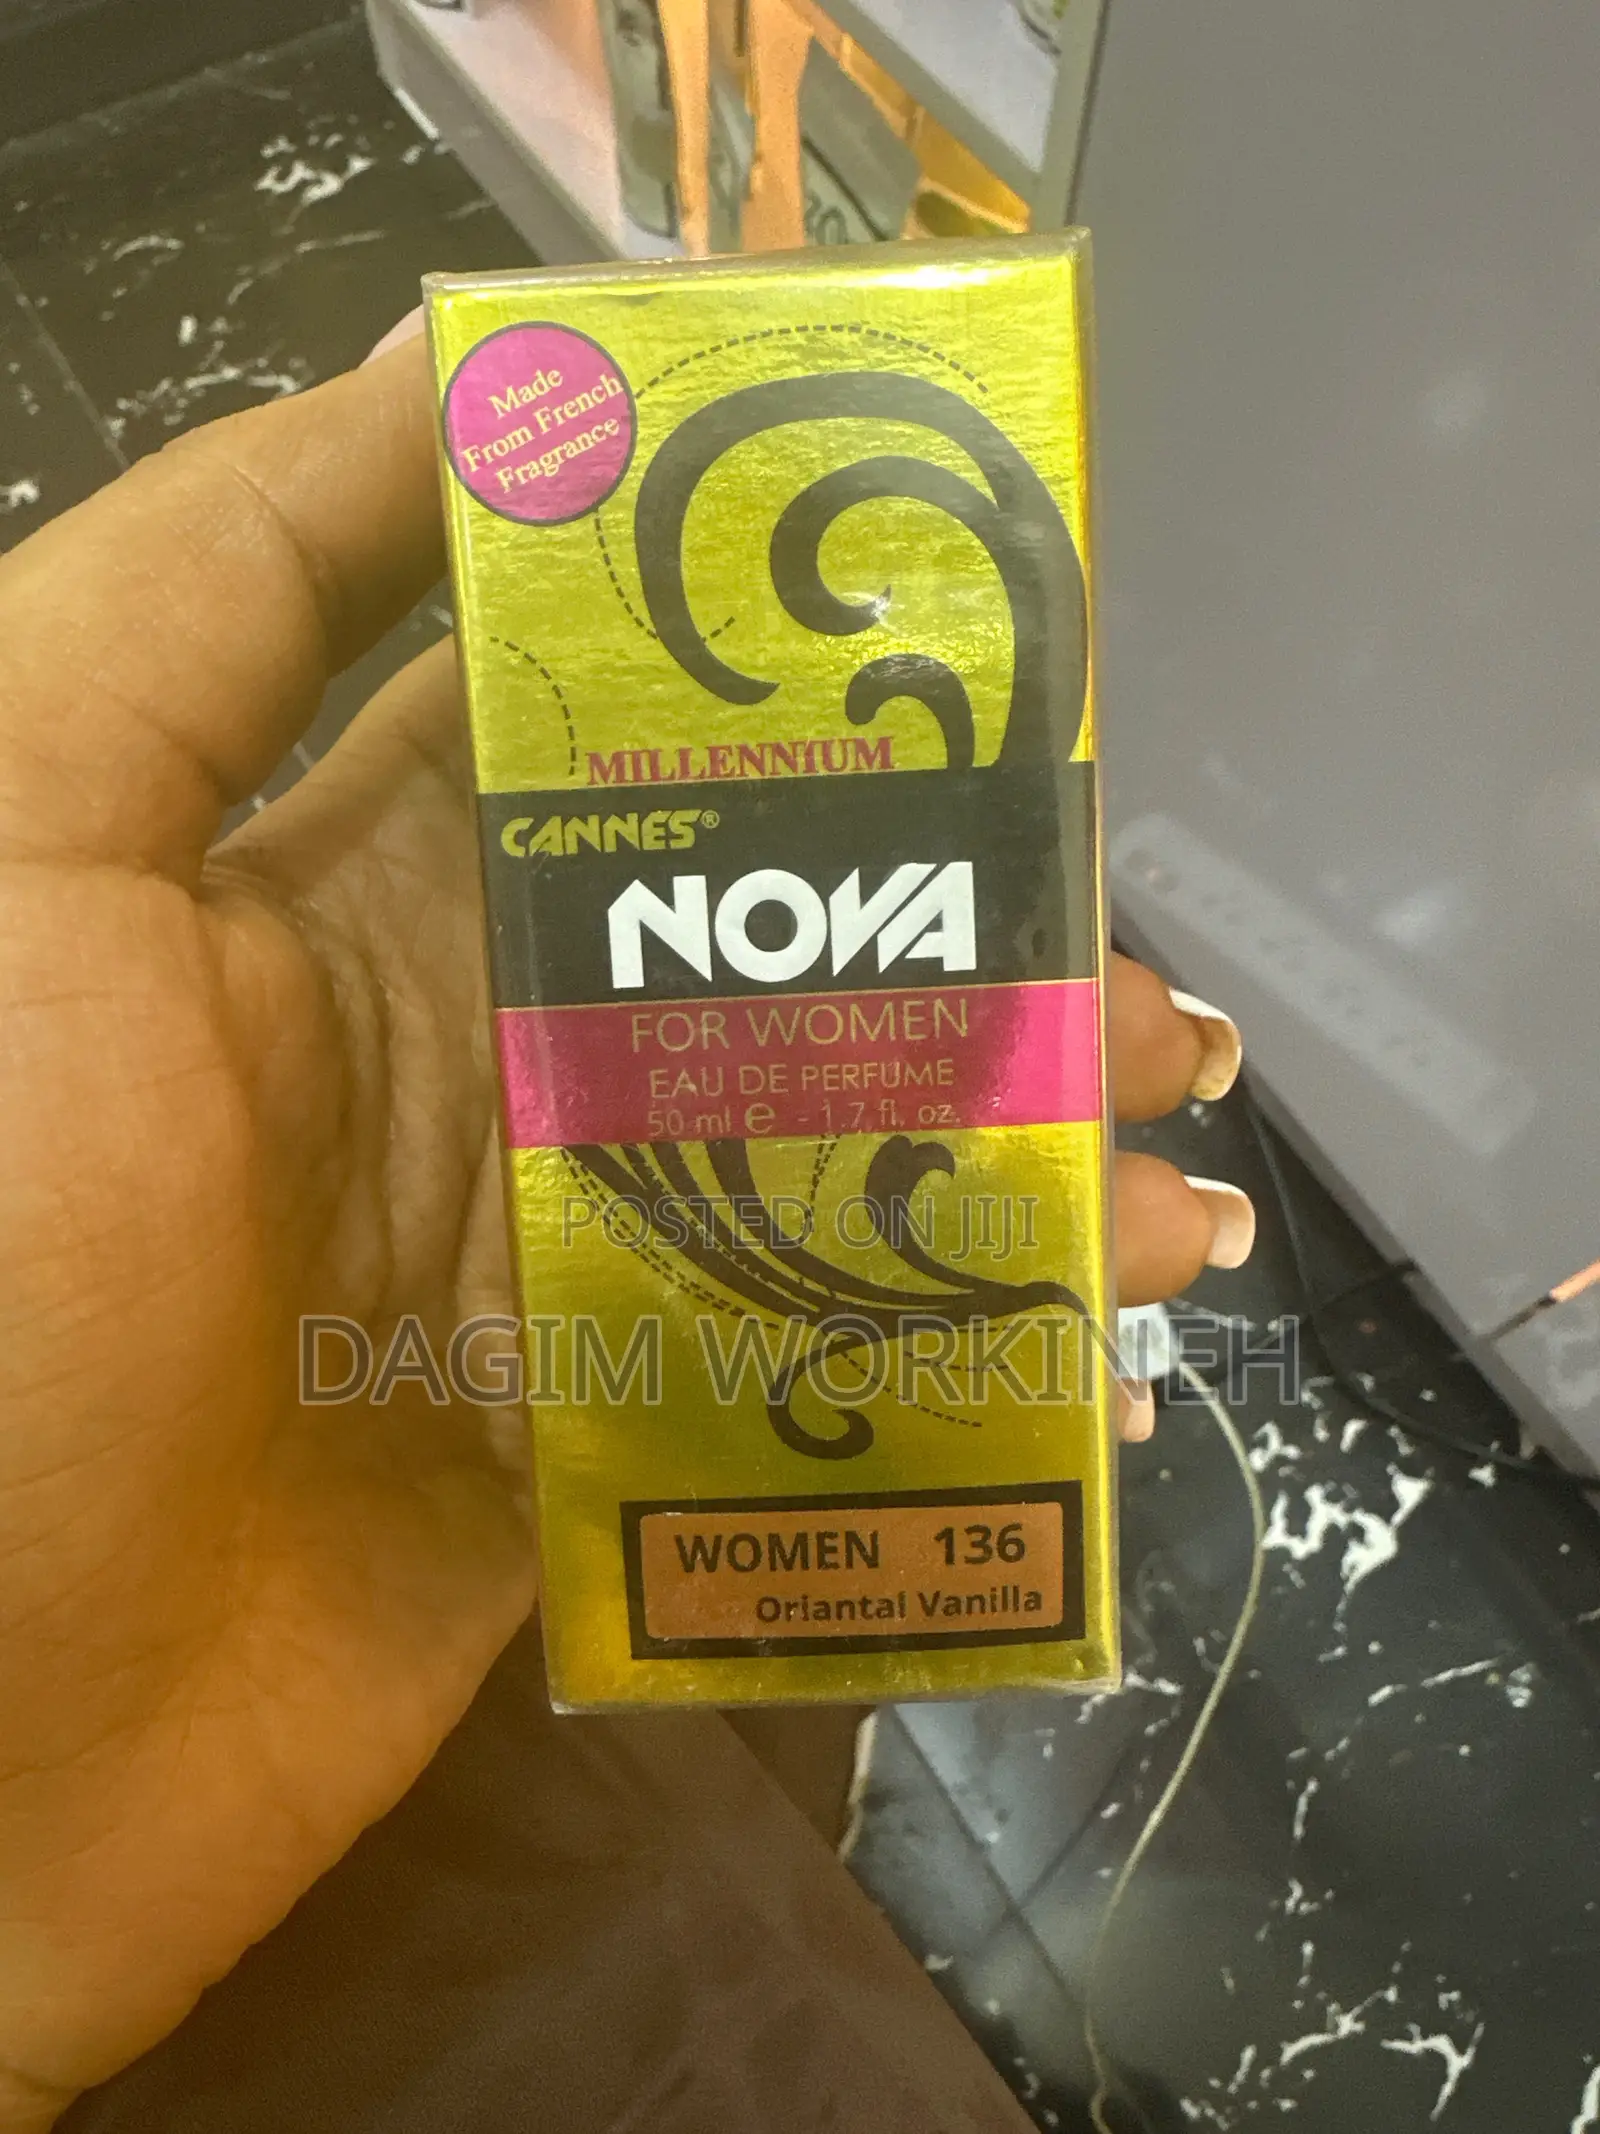 Made
From French
Fragrance
MILLENNIUM
CANNES®
NOVA
FOR WOMEN
EAU DE PERFUME
50 ml e - 1.7 fl. oz.
POSTED ON JIJI
DAGIM WORKINEH
WOMEN 136
Oriantal Vanilla